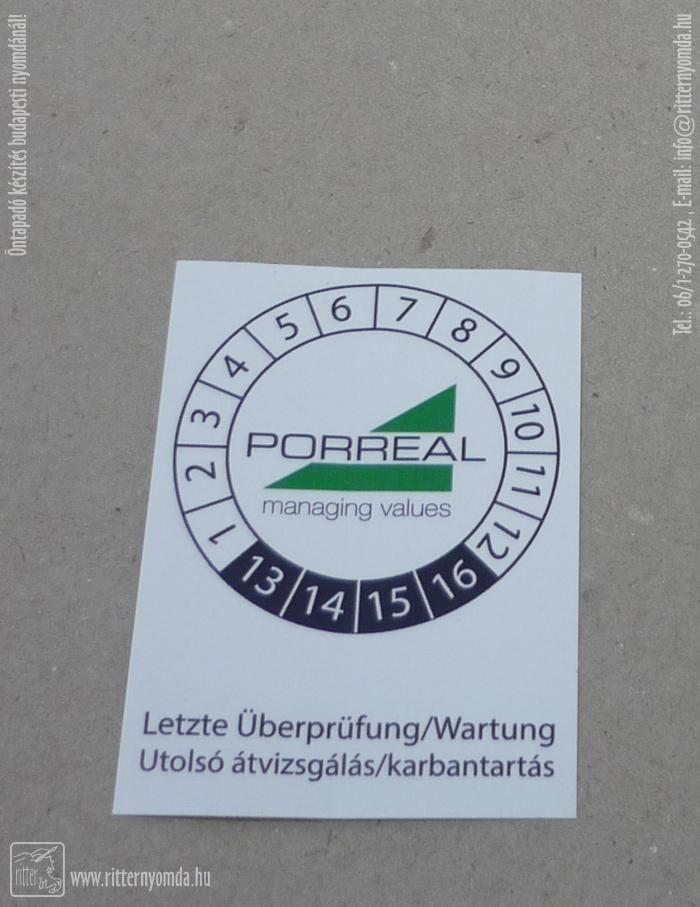 Öntapadó készítés budapesti nyomdánál!
Tel.: 06/1-270-0542 E-mail: info@ritternyomda.hu
1 2 3 4 5 6 7 8 9 10 11 12
PORREAL
managing values
13 14 15 16
Letzte Überprüfung/Wartung
Utolsó átvizsgálás/karbantartás
ritter
www.ritternyomda.hu